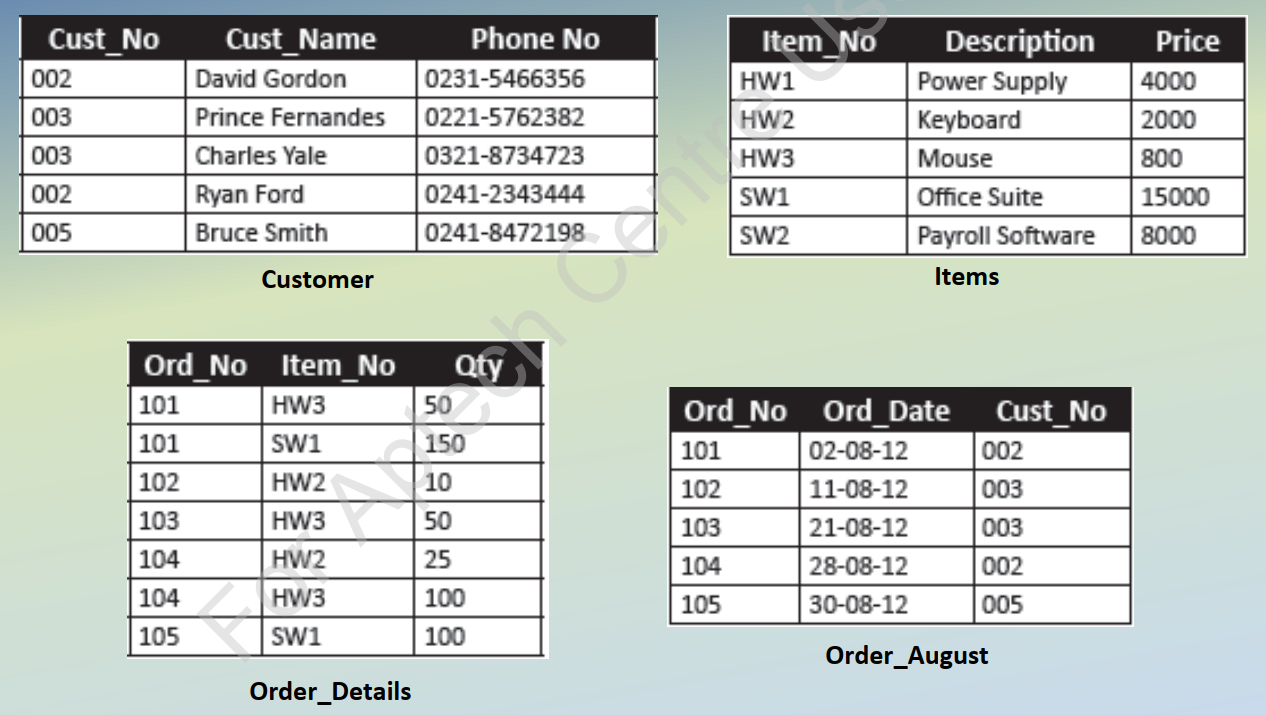 Cust_No Cust_Name Phone No
002 David Gordon 0231-5466356
003 Prince Fernandes 0221-5762382
003 Charles Yale 0321-8734723
002 Ryan Ford 0241-2343444
005 Bruce Smith 0241-8472198
Customer
Item_No Description Price
HW1 Power Supply 4000
HW2 Keyboard 2000
HW3 Mouse 800
SW1 Office Suite 15000
SW2 Payroll Software 8000
Items
Ord_No Item_No Qty
101 HW3 50
101 SW1 150
102 HW2 10
103 HW3 50
104 HW2 25
104 HW3 100
105 SW1 100
Order_Details
Ord_No Ord_Date Cust_No
101 02-08-12 002
102 11-08-12 003
103 21-08-12 003
104 28-08-12 002
105 30-08-12 005
Order_August
For Aptech Centre